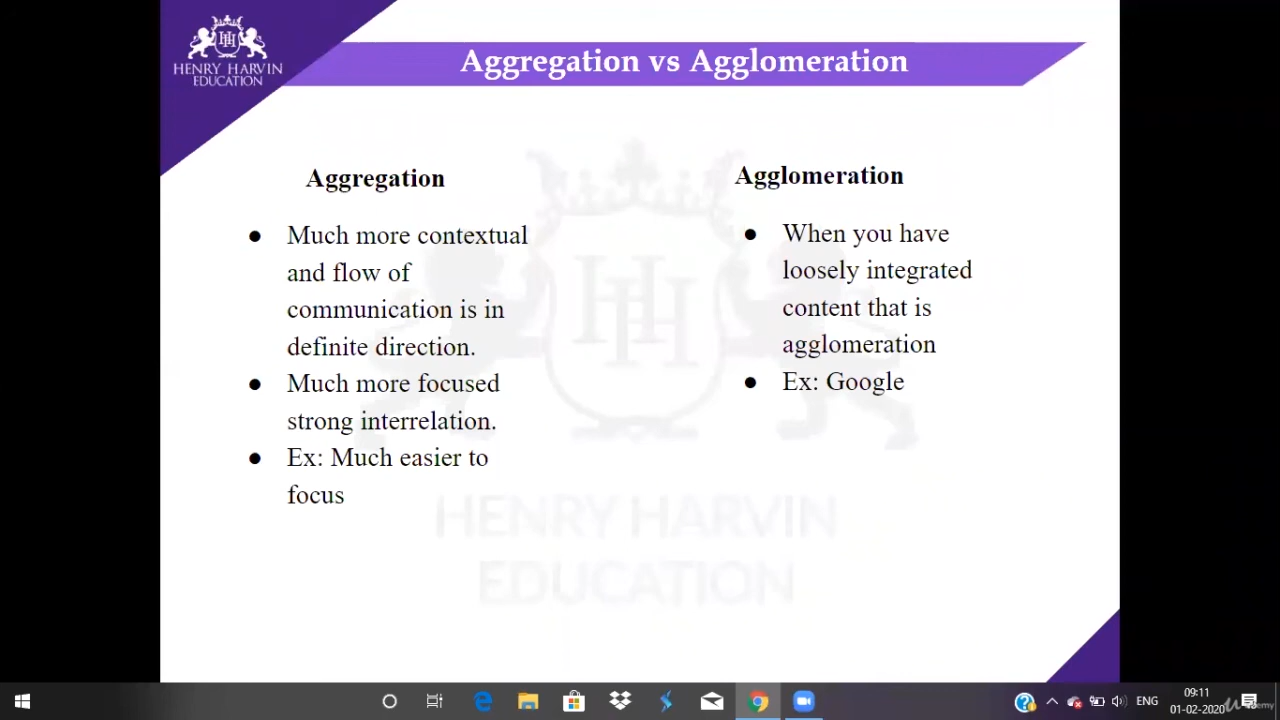 HENRY HARVIN
EDUCATION
Aggregation vs Agglomeration
Aggregation
● Much more contextual
and flow of
communication is in
definite direction.
● Much more focused
strong interrelation.
● Ex: Much easier to
focus
Agglomeration
● When you have
loosely integrated
content that is
agglomeration
● Ex: Google
HH
HENRY HARVIN
EDUCATION
ENG
09:11
01-02-2020